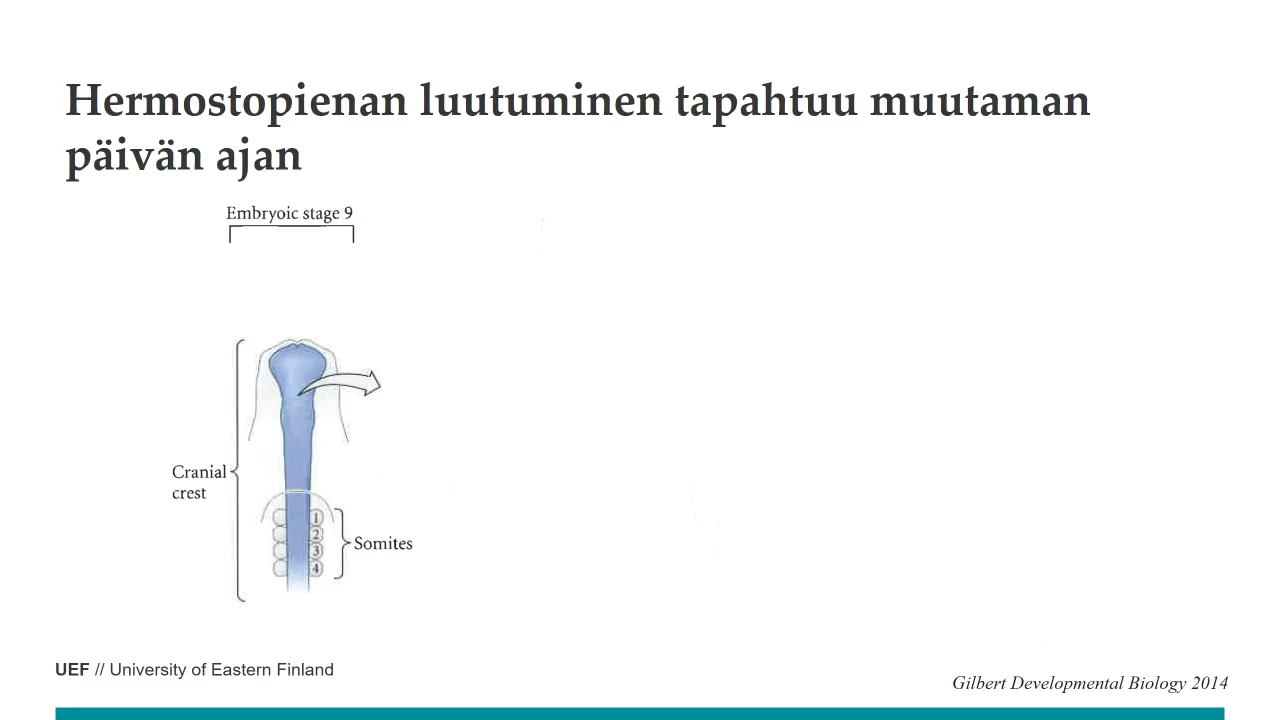 Hermostopienan luutuminen tapahtuu muutaman
päivän ajan
Embryoic stage 9
Cranial
crest
1
2
3
4
Somites
UEF // University of Eastern Finland
Gilbert Developmental Biology 2014